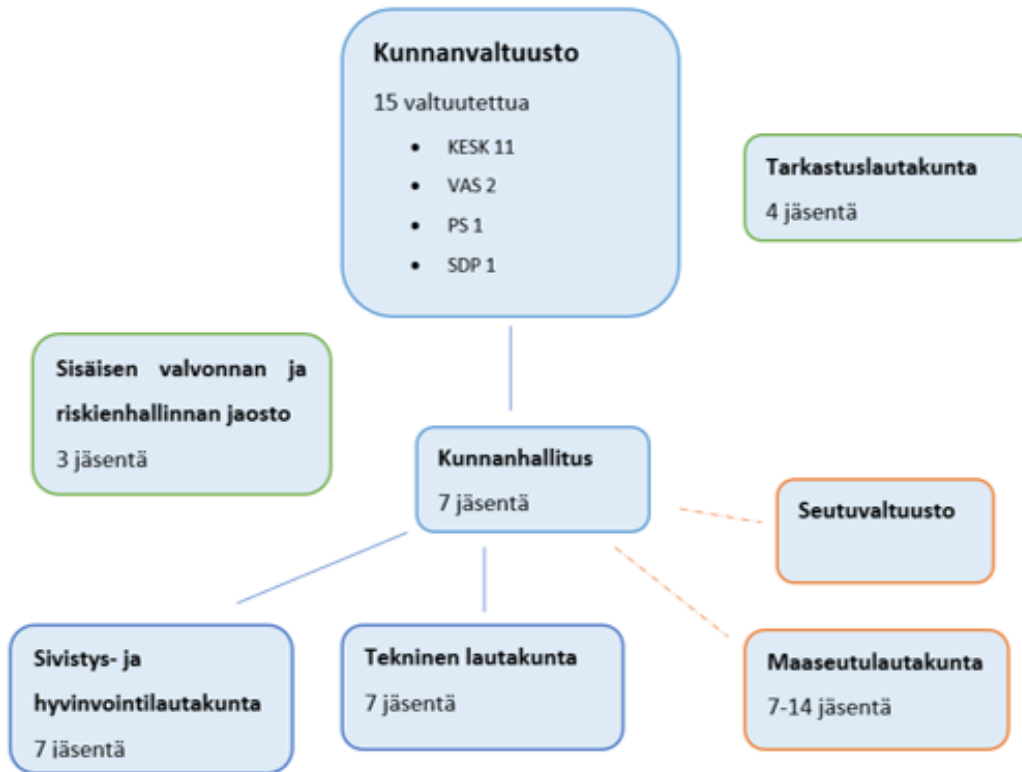 Kunnanvaltuusto
15 valtuutettua
• KESK 11
• VAS 2
• PS 1
• SDP 1
Tarkastuslautakunta
4 jäsentä
Sisäisen valvonnan ja
riskienhallinnan jaosto
3 jäsentä
Kunnanhallitus
7 jäsentä
Seutuvaltuusto
Sivistys- ja
hyvinvointilautakunta
7 jäsentä
Tekninen lautakunta
7 jäsentä
Maaseutulautakunta
7-14 jäsentä